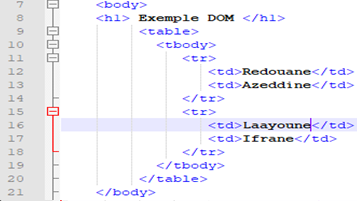 7 <body>
8 <h1> Exemple DOM </h1>
9 <table>
10 <tbody>
11 <tr>
12 <td>Redouane</td>
13 <td>Azeddine</td>
14 </tr>
15 <tr>
16 <td>Laayoune</td>
17 <td>Ifrane</td>
18 </tr>
19 </tbody>
20 </table>
21 </body>